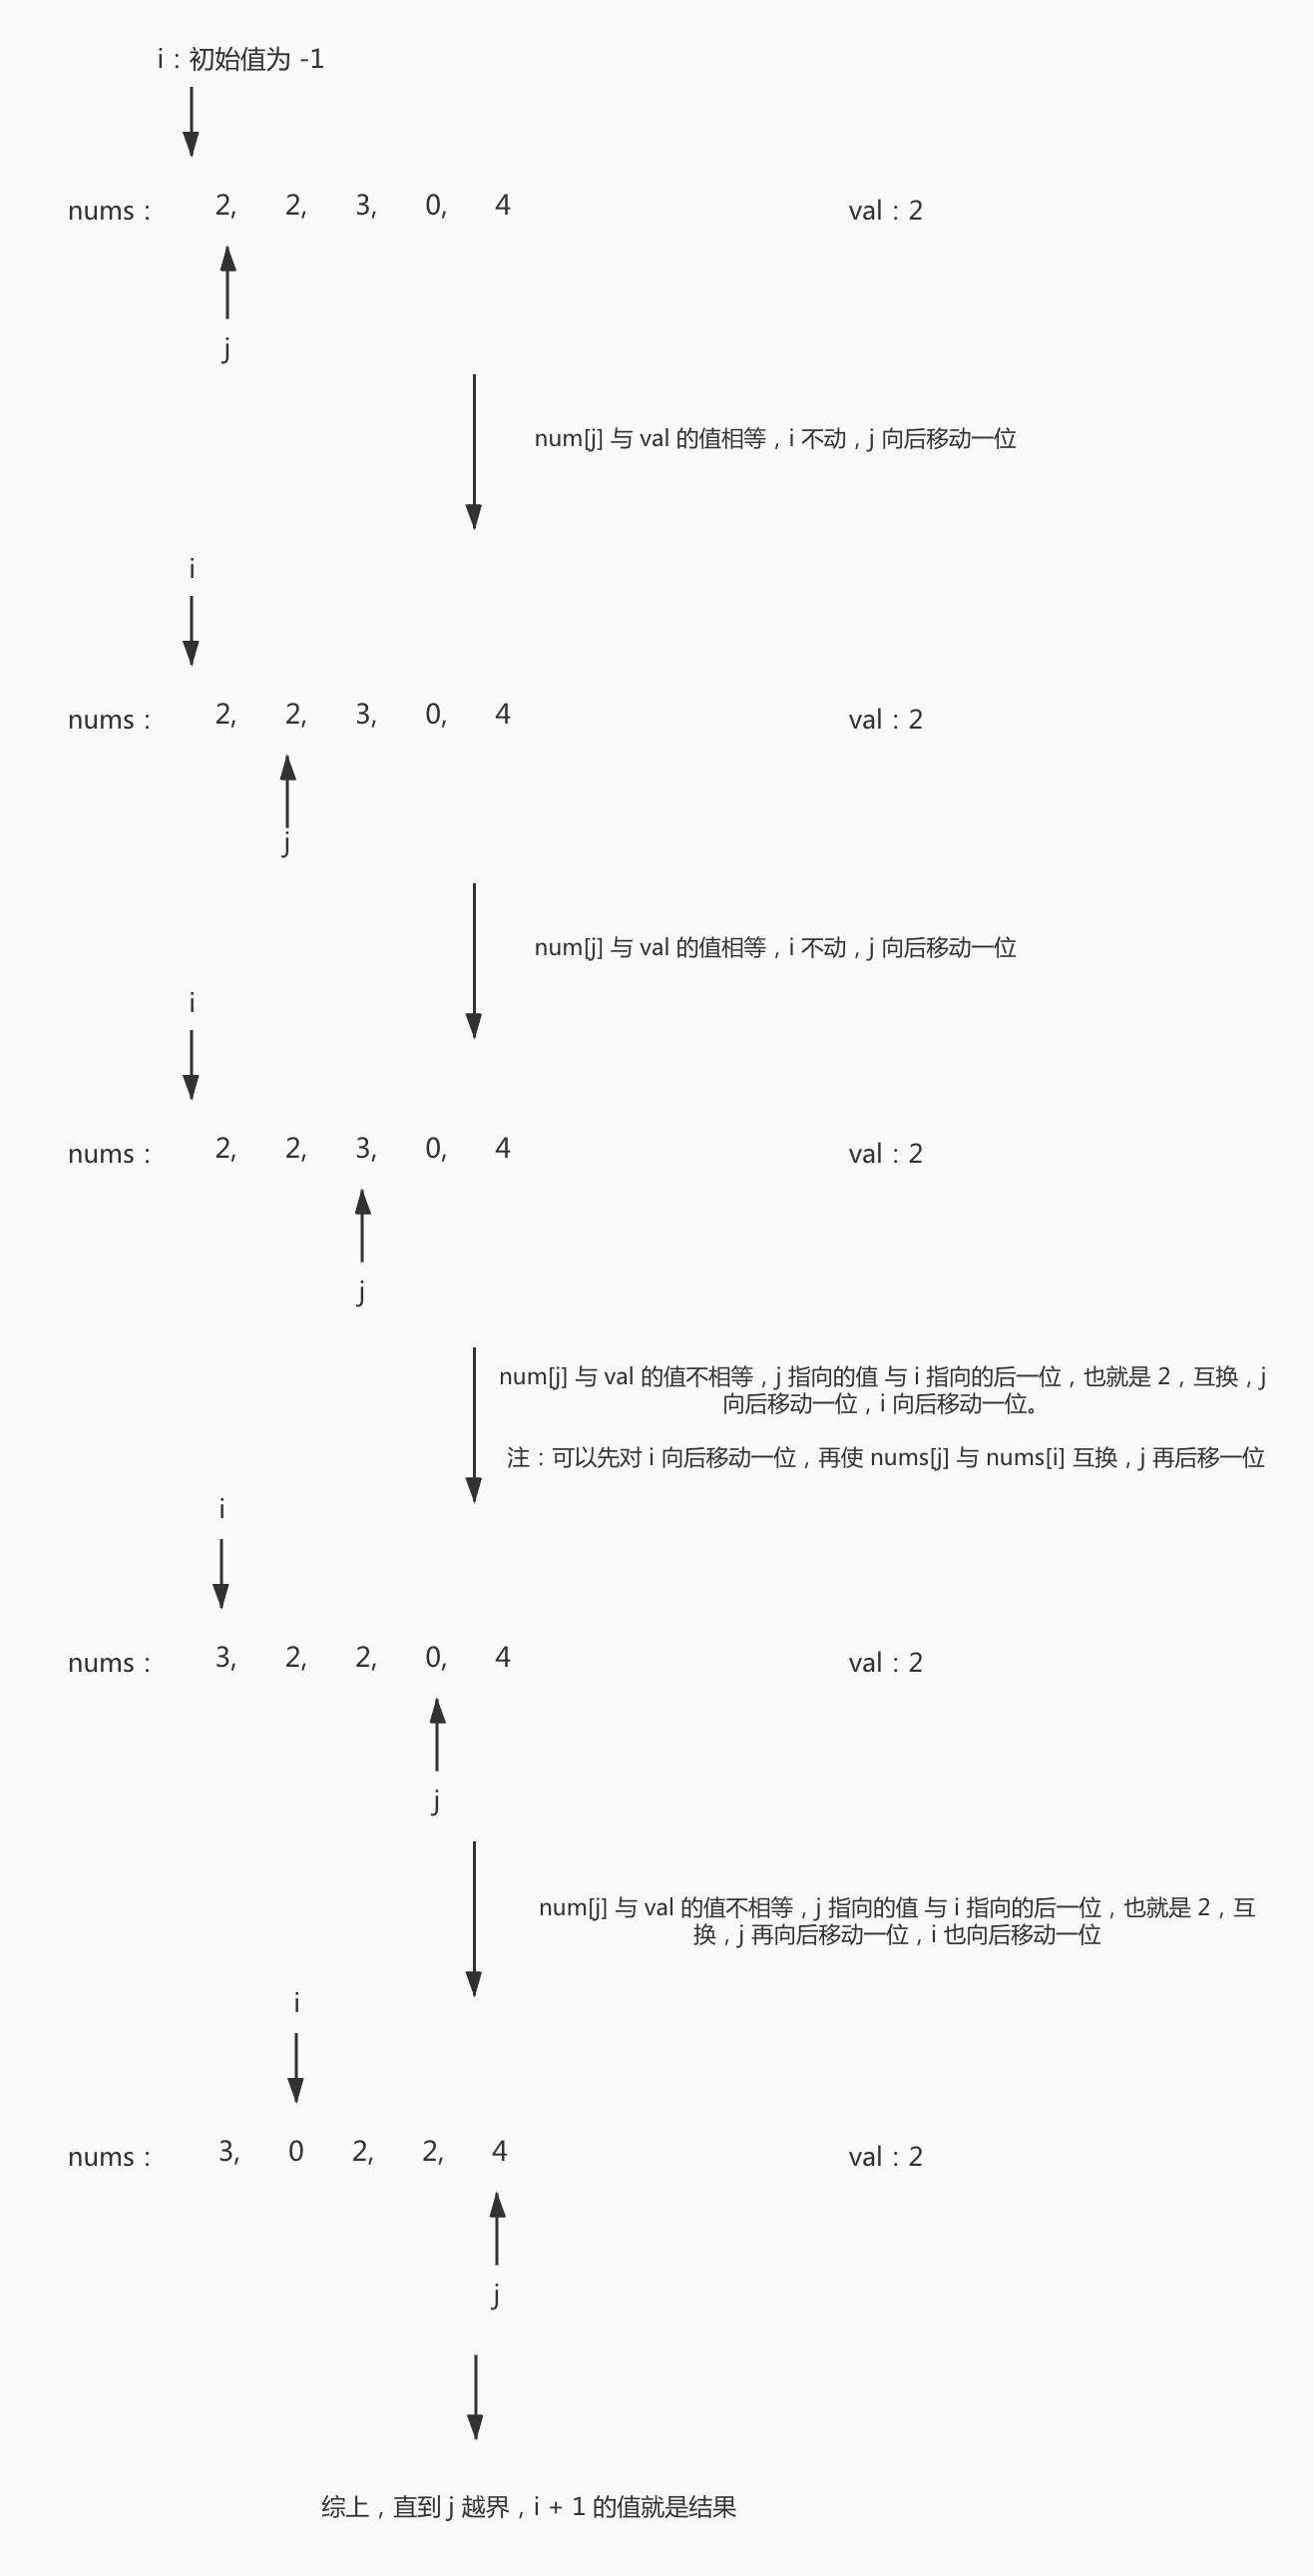 i：初始值为 -1
nums： 2, 2, 3, 0, 4 val：2
j
num[j] 与 val 的值相等，i 不动，j 向后移动一位
i
nums： 2, 2, 3, 0, 4 val：2
j
num[j] 与 val 的值相等，i 不动，j 向后移动一位
i
nums： 2, 2, 3, 0, 4 val：2
j
num[j] 与 val 的值不相等，j 指向的值 与 i 指向的后一位，也就是 2，互换，j
向后移动一位，i 向后移动一位。
注：可以先对 i 向后移动一位，再使 nums[j] 与 nums[i] 互换，j 再后移一位
i
nums： 3, 2, 2, 0, 4 val：2
j
num[j] 与 val 的值不相等，j 指向的值 与 i 指向的后一位，也就是 2，互
换，j 再向后移动一位，i 也向后移动一位
i
nums： 3, 0 2, 2, 4 val：2
j
综上，直到 j 越界，i + 1 的值就是结果